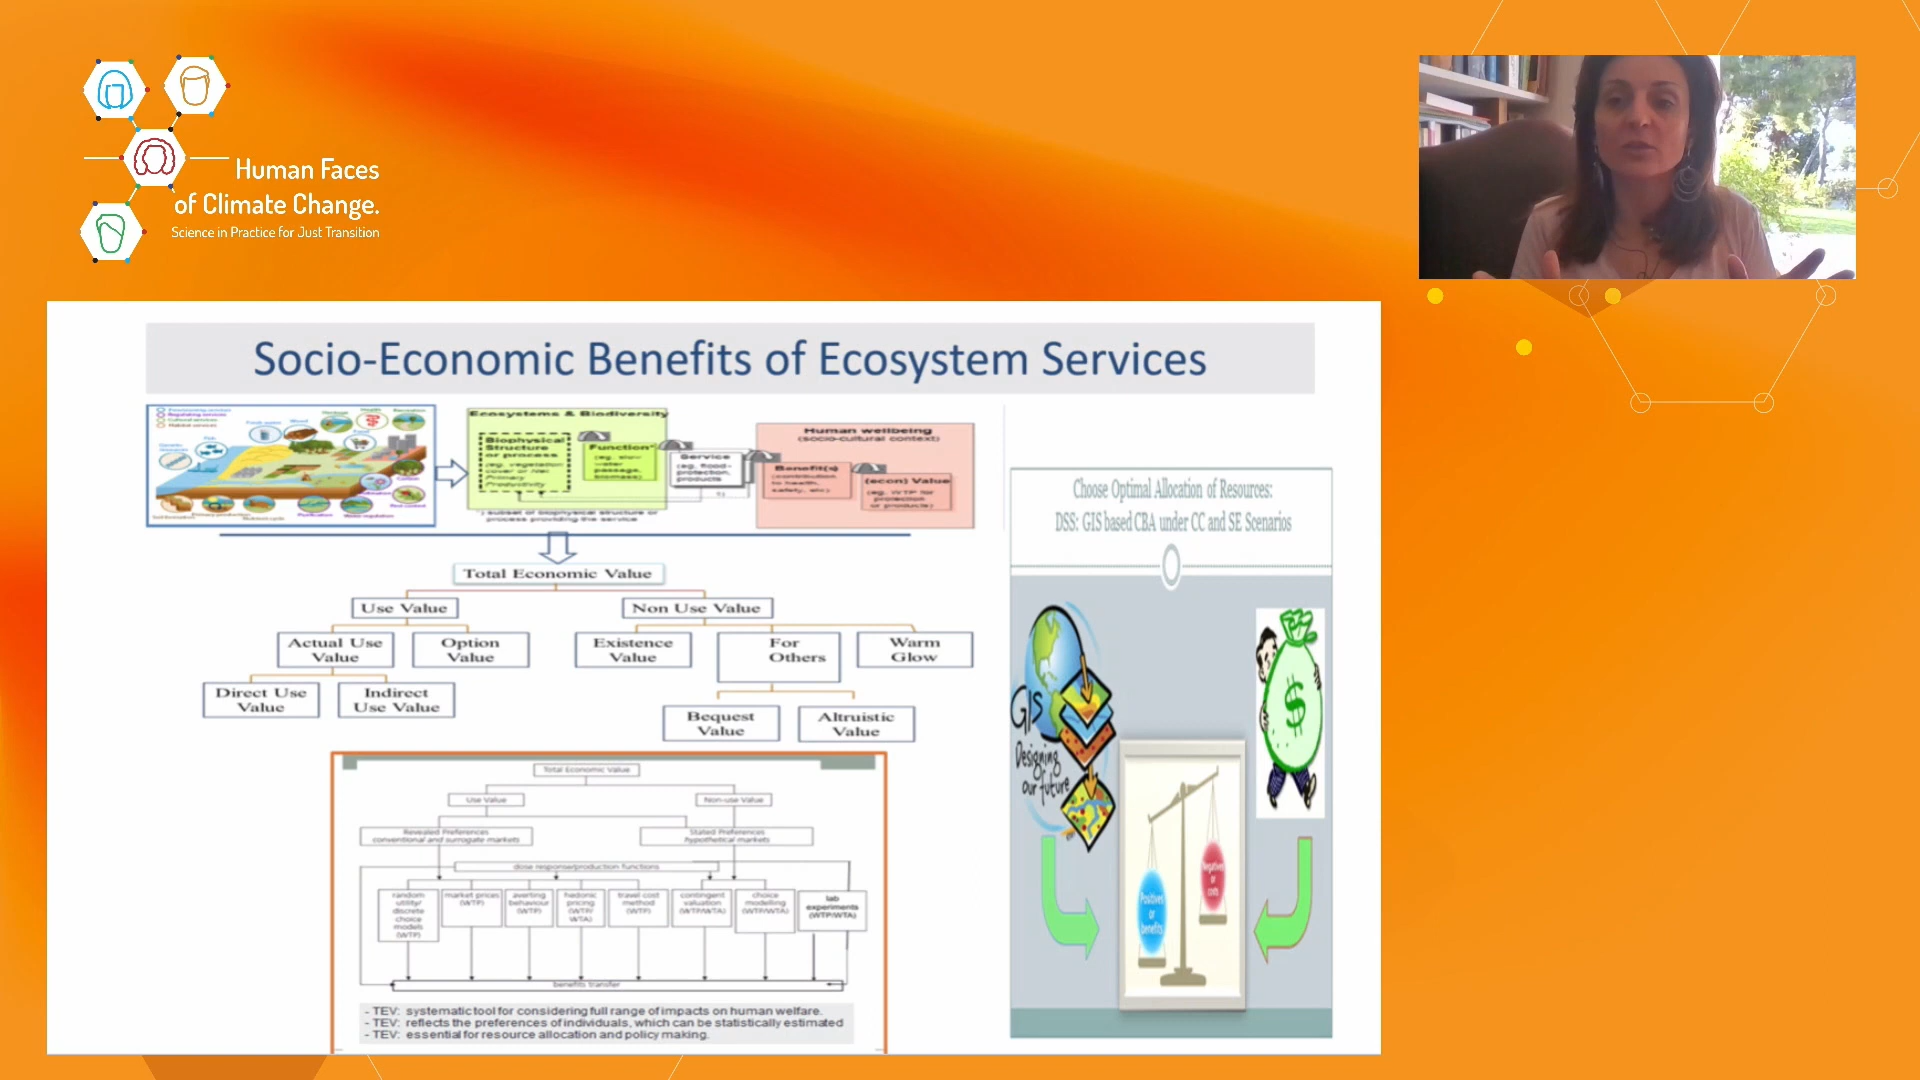 Human Faces
of Climate Change.
Science in Practice for Just Transition
Socio-Economic Benefits of Ecosystem Services
Ecosystems & Biodiversity
Biophysical
Structure
or process
(eg. vegetation
cover or Net
Primary
Productivity)
Function*
(eg. slow
water
passage,
biomass)
Service
(eg. flood-
protection,
products)
Human wellbeing
(socio-cultural context)
Benefit(s)
(contribution
to health,
safety, etc)
(econ) Value
(eg. WTP for
protection
or products)
*) subset of biophysical structure or
process providing the service
Total Economic Value
Use Value
Non Use Value
Actual Use
Value
Option
Value
Existence
Value
For
Others
Warm
Glow
Direct Use
Value
Indirect
Use Value
Bequest
Value
Altruistic
Value
Total Economic Value
Use Value
Non-use Value
Revealed Preferences
conventional and surrogate markets
Stated Preferences
hypothetical markets
dose response/production functions
random
utility/
discrete
choice
models
(WTP)
market prices
(WTP)
averting
behaviour
(WTP)
hedonic
pricing
(WTP/
WTA)
travel cost
method
(WTP)
contingent
valuation
(WTP/WTA)
choice
modelling
(WTP/WTA)
lab
experiments
(WTP/WTA)
benefits transfer
- TEV: systematic tool for considering full range of impacts on human welfare.
- TEV: reflects the preferences of individuals, which can be statistically estimated
- TEV: essential for resource allocation and policy making.
Choose Optimal Allocation of Resources:
DSS: GIS based CBA under CC and SE Scenarios
GIS
Designing
our future
$
Positives
or
benefits
Negatives
or
costs